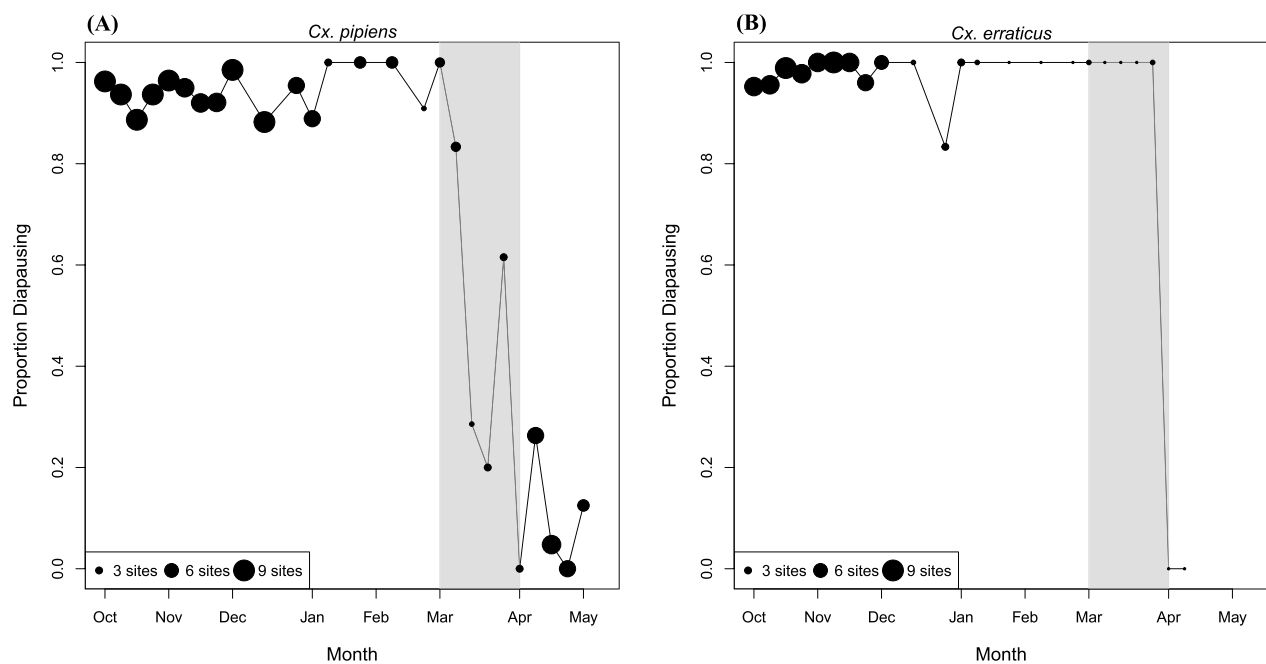 (A)
Cx. pipiens
Proportion Diapausing
1.0
0.8
0.6
0.4
0.2
0.0
3 sites 6 sites 9 sites
Oct Nov Dec Jan Feb Mar Apr May
Month
(B)
Cx. erraticus
Proportion Diapausing
1.0
0.8
0.6
0.4
0.2
0.0
3 sites 6 sites 9 sites
Oct Nov Dec Jan Feb Mar Apr May
Month